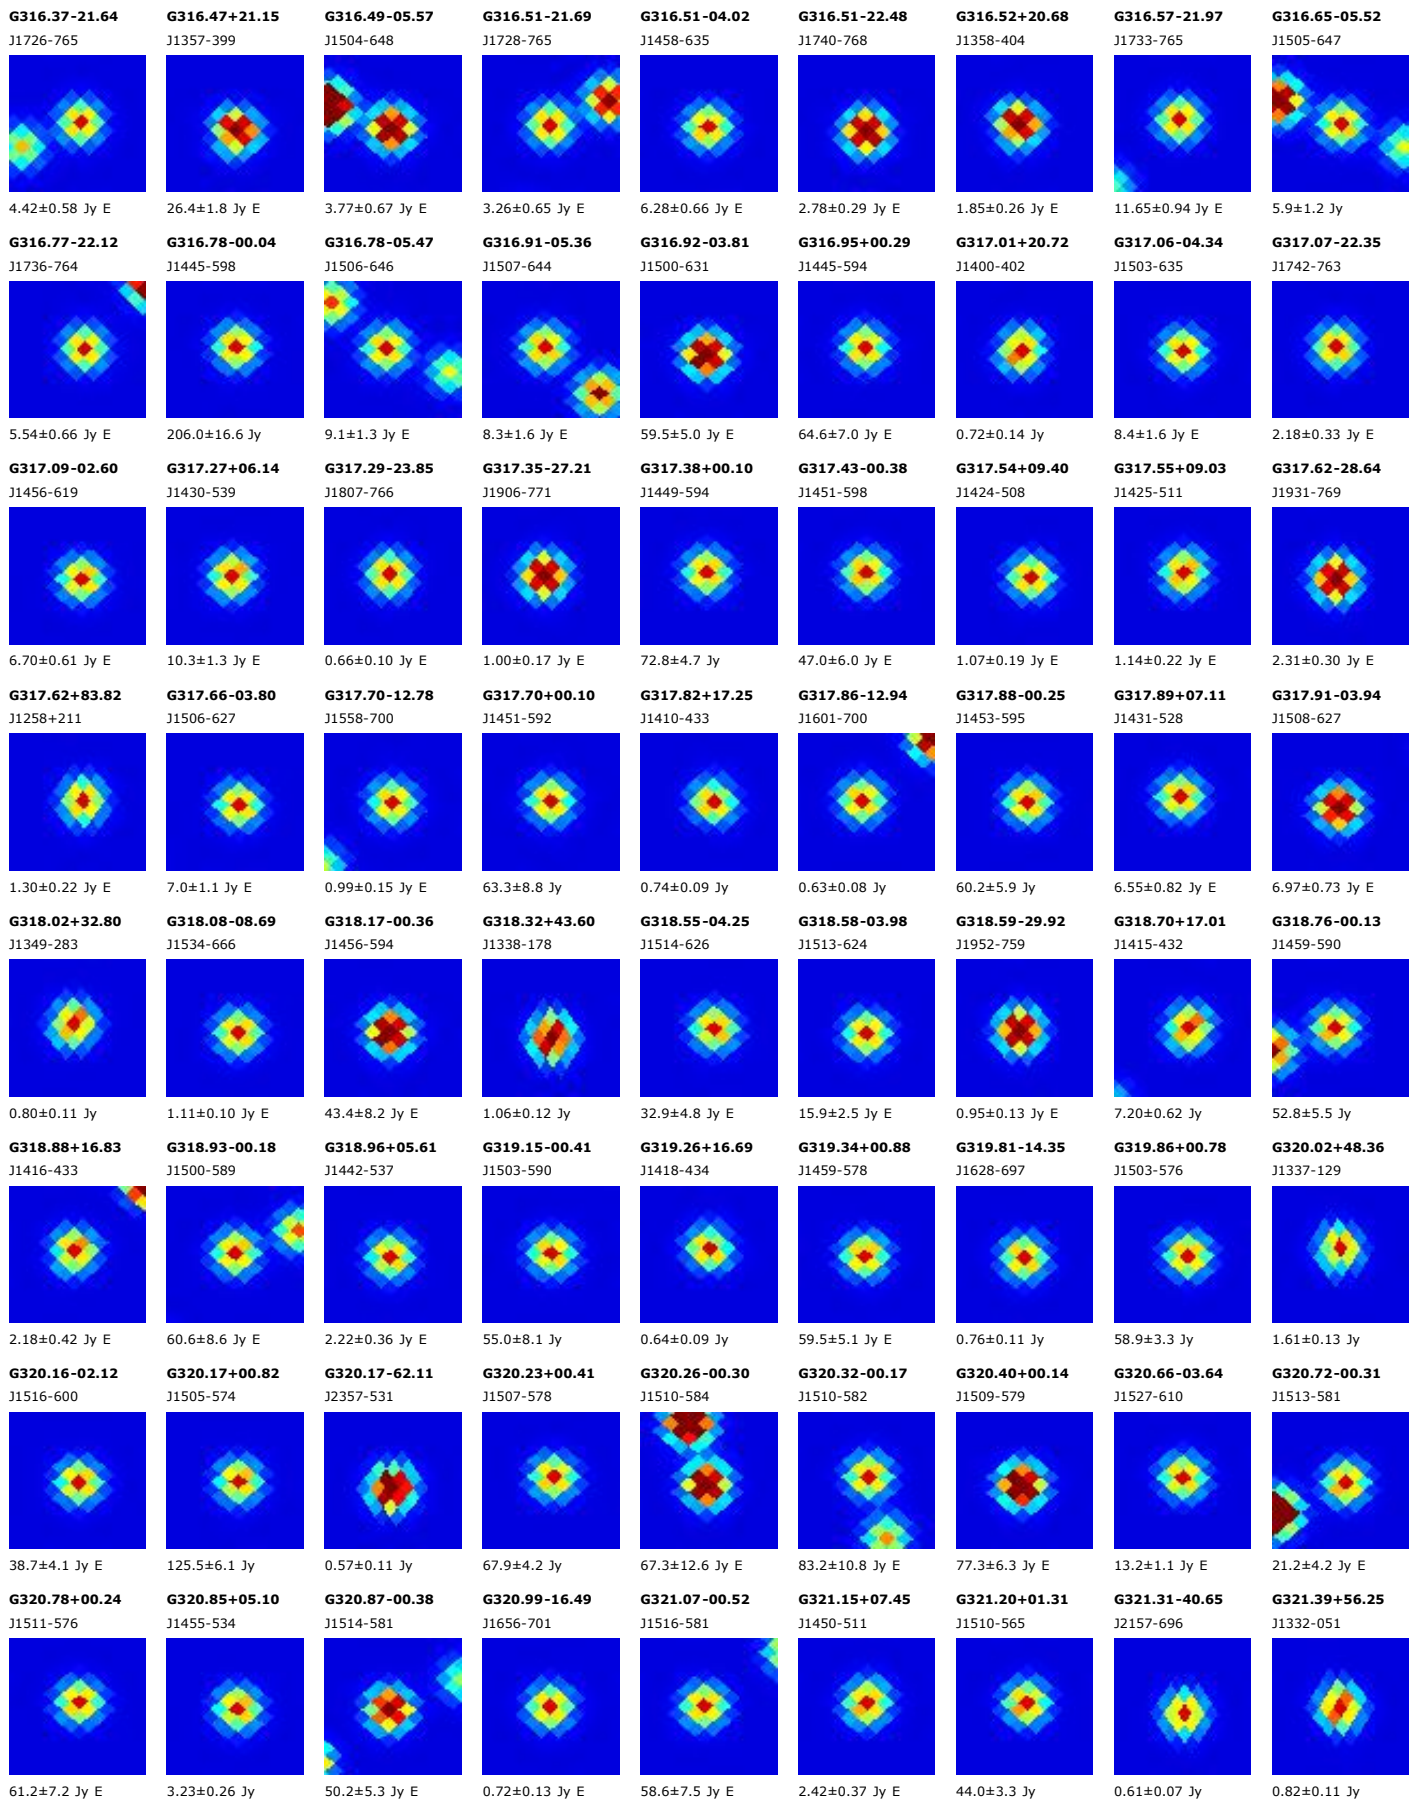 G316.37-21.64 G316.47+21.15 G316.49-05.57 G316.51-21.69 G316.51-04.02 G316.51-22.48 G316.52+20.68 G316.57-21.97 G316.65-05.52
J1726-765 J1357-399 J1504-648 J1728-765 J1458-635 J1740-768 J1358-404 J1733-765 J1505-647
4.42±0.58 Jy E 26.4±1.8 Jy E 3.77±0.67 Jy E 3.26±0.65 Jy E 6.28±0.66 Jy E 2.78±0.29 Jy E 1.85±0.26 Jy E 11.65±0.94 Jy E 5.9±1.2 Jy
G316.77-22.12 G316.78-00.04 G316.78-05.47 G316.91-05.36 G316.92-03.81 G316.95+00.29 G317.01+20.72 G317.06-04.34 G317.07-22.35
J1736-764 J1445-598 J1506-646 J1507-644 J1500-631 J1445-594 J1400-402 J1503-635 J1742-763
5.54±0.66 Jy E 206.0±16.6 Jy 9.1±1.3 Jy E 8.3±1.6 Jy E 59.5±5.0 Jy E 64.6±7.0 Jy E 0.72±0.14 Jy 8.4±1.6 Jy E 2.18±0.33 Jy E
G317.09-02.60 G317.27+06.14 G317.29-23.85 G317.35-27.21 G317.38+00.10 G317.43-00.38 G317.54+09.40 G317.55+09.03 G317.62-28.64
J1456-619 J1430-539 J1807-766 J1906-771 J1449-594 J1451-598 J1424-508 J1425-511 J1931-769
6.70±0.61 Jy E 10.3±1.3 Jy E 0.66±0.10 Jy E 1.00±0.17 Jy E 72.8±4.7 Jy 47.0±6.0 Jy E 1.07±0.19 Jy E 1.14±0.22 Jy E 2.31±0.30 Jy E
G317.62+83.82 G317.66-03.80 G317.70-12.78 G317.70+00.10 G317.82+17.25 G317.86-12.94 G317.88-00.25 G317.89+07.11 G317.91-03.94
J1258+211 J1506-627 J1558-700 J1451-592 J1410-433 J1601-700 J1453-595 J1431-528 J1508-627
1.30±0.22 Jy E 7.0±1.1 Jy E 0.99±0.15 Jy E 63.3±8.8 Jy 0.74±0.09 Jy 0.63±0.08 Jy 60.2±5.9 Jy 6.55±0.82 Jy E 6.97±0.73 Jy E
G318.02+32.80 G318.08-08.69 G318.17-00.36 G318.32+43.60 G318.55-04.25 G318.58-03.98 G318.59-29.92 G318.70+17.01 G318.76-00.13
J1349-283 J1534-666 J1456-594 J1338-178 J1514-626 J1513-624 J1952-759 J1415-432 J1459-590
0.80±0.11 Jy 1.11±0.10 Jy E 43.4±8.2 Jy E 1.06±0.12 Jy 32.9±4.8 Jy E 15.9±2.5 Jy E 0.95±0.13 Jy E 7.20±0.62 Jy 52.8±5.5 Jy
G318.88+16.83 G318.93-00.18 G318.96+05.61 G319.15-00.41 G319.26+16.69 G319.34+00.88 G319.81-14.35 G319.86+00.78 G320.02+48.36
J1416-433 J1500-589 J1442-537 J1503-590 J1418-434 J1459-578 J1628-697 J1503-576 J1337-129
2.18±0.42 Jy E 60.6±8.6 Jy E 2.22±0.36 Jy E 55.0±8.1 Jy 0.64±0.09 Jy 59.5±5.1 Jy E 0.76±0.11 Jy 58.9±3.3 Jy 1.61±0.13 Jy
G320.16-02.12 G320.17+00.82 G320.17-62.11 G320.23+00.41 G320.26-00.30 G320.32-00.17 G320.40+00.14 G320.66-03.64 G320.72-00.31
J1516-600 J1505-574 J2357-531 J1507-578 J1510-584 J1510-582 J1509-579 J1527-610 J1513-581
38.7±4.1 Jy E 125.5±6.1 Jy 0.57±0.11 Jy 67.9±4.2 Jy 67.3±12.6 Jy E 83.2±10.8 Jy E 77.3±6.3 Jy E 13.2±1.1 Jy E 21.2±4.2 Jy E
G320.78+00.24 G320.85+05.10 G320.87-00.38 G320.99-16.49 G321.07-00.52 G321.15+07.45 G321.20+01.31 G321.31-40.65 G321.39+56.25
J1511-576 J1455-534 J1514-581 J1656-701 J1516-581 J1450-511 J1510-565 J2157-696 J1332-051
61.2±7.2 Jy E 3.23±0.26 Jy 50.2±5.3 Jy E 0.72±0.13 Jy E 58.6±7.5 Jy E 2.42±0.37 Jy E 44.0±3.3 Jy 0.61±0.07 Jy 0.82±0.11 Jy